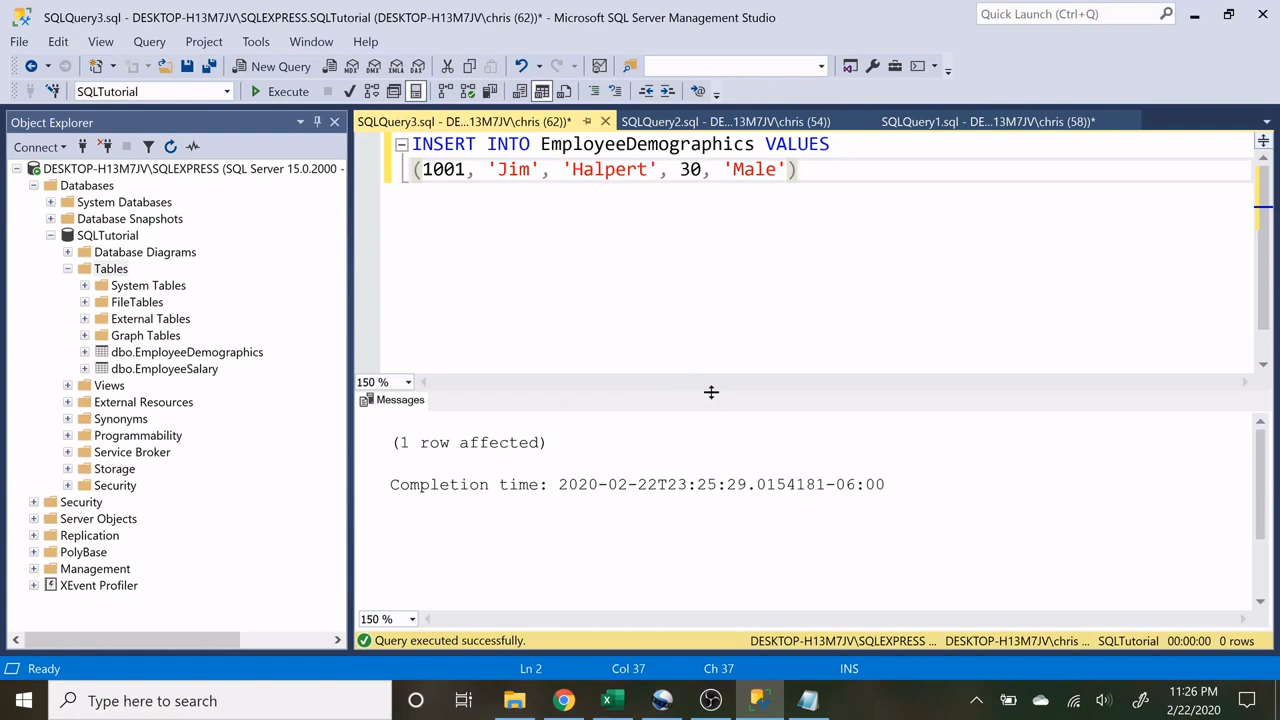 SQLQuery3.sql - DESKTOP-H13M7JV\SQLEXPRESS.SQLTutorial (DESKTOP-H13M7JV\chris (62))* - Microsoft SQL Server Management Studio
Quick Launch (Ctrl+Q)
File Edit View Query Project Tools Window Help
New Query
MDX DMX XMLA DAX
SQLTutorial
Execute
Object Explorer
SQLQuery3.sql - DE...13M7JV\chris (62))*
SQLQuery2.sql - DE...13M7JV\chris (54))
SQLQuery1.sql - DE...13M7JV\chris (58))*
Connect
DESKTOP-H13M7JV\SQLEXPRESS (SQL Server 15.0.2000 -
Databases
System Databases
Database Snapshots
SQLTutorial
Database Diagrams
Tables
System Tables
FileTables
External Tables
Graph Tables
dbo.EmployeeDemographics
dbo.EmployeeSalary
Views
External Resources
Synonyms
Programmability
Service Broker
Storage
Security
Security
Server Objects
Replication
PolyBase
Management
XEvent Profiler
INSERT INTO EmployeeDemographics VALUES
(1001, 'Jim', 'Halpert', 30, 'Male')
150 %
Messages
(1 row affected)
Completion time: 2020-02-22T23:25:29.0154181-06:00
150 %
Query executed successfully.
DESKTOP-H13M7JV\SQLEXPRESS ...
DESKTOP-H13M7JV\chris ...
SQLTutorial
00:00:00
0 rows
Ready
Ln 2
Col 37
Ch 37
INS
Type here to search
11:26 PM
2/22/2020